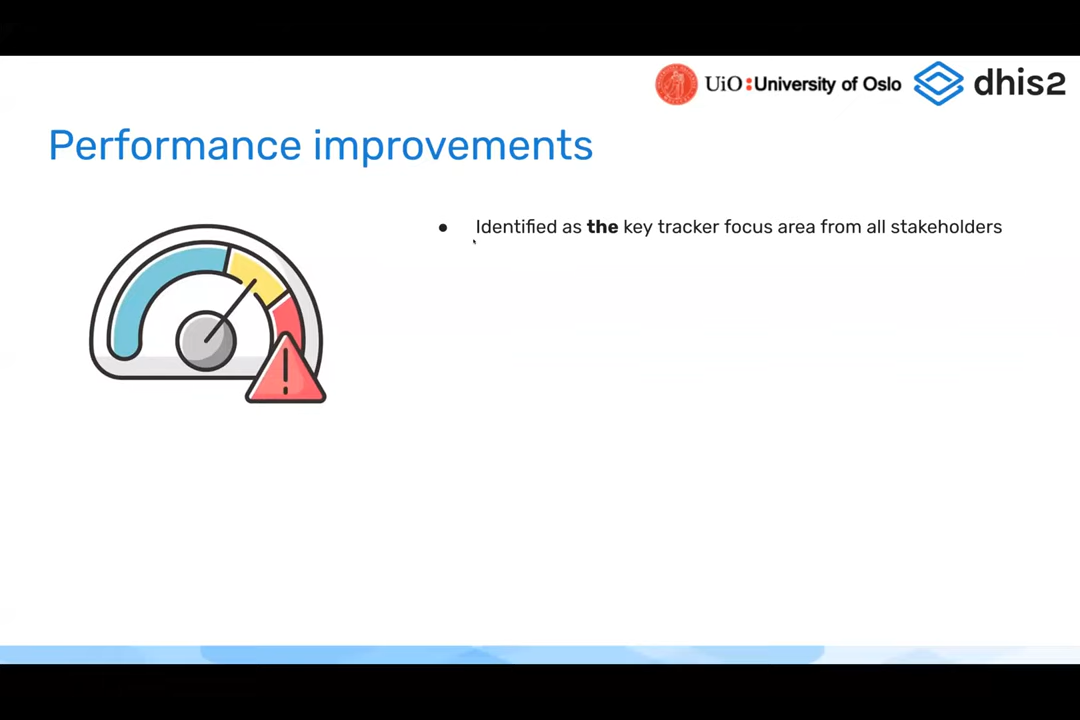 UiO:University of Oslo
dhis2
Performance improvements
● Identified as the key tracker focus area from all stakeholders